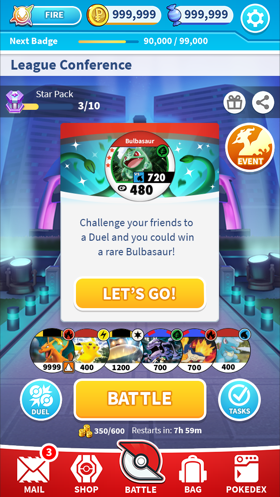 FIRE
999,999
999,999
Next Badge
90,000 / 99,000
League Conference
Star Pack
3/10
EVENT
Bulbasaur
720
CP 480
Challenge your friends to
a Duel and you could win
a rare Bulbasaur!
LET'S GO!
9999
400
1200
700
700
400
DUEL
BATTLE
TASKS
350/600
Restarts in: 7h 59m
3
MAIL
SHOP
BATTLE
BAG
POKEDEX